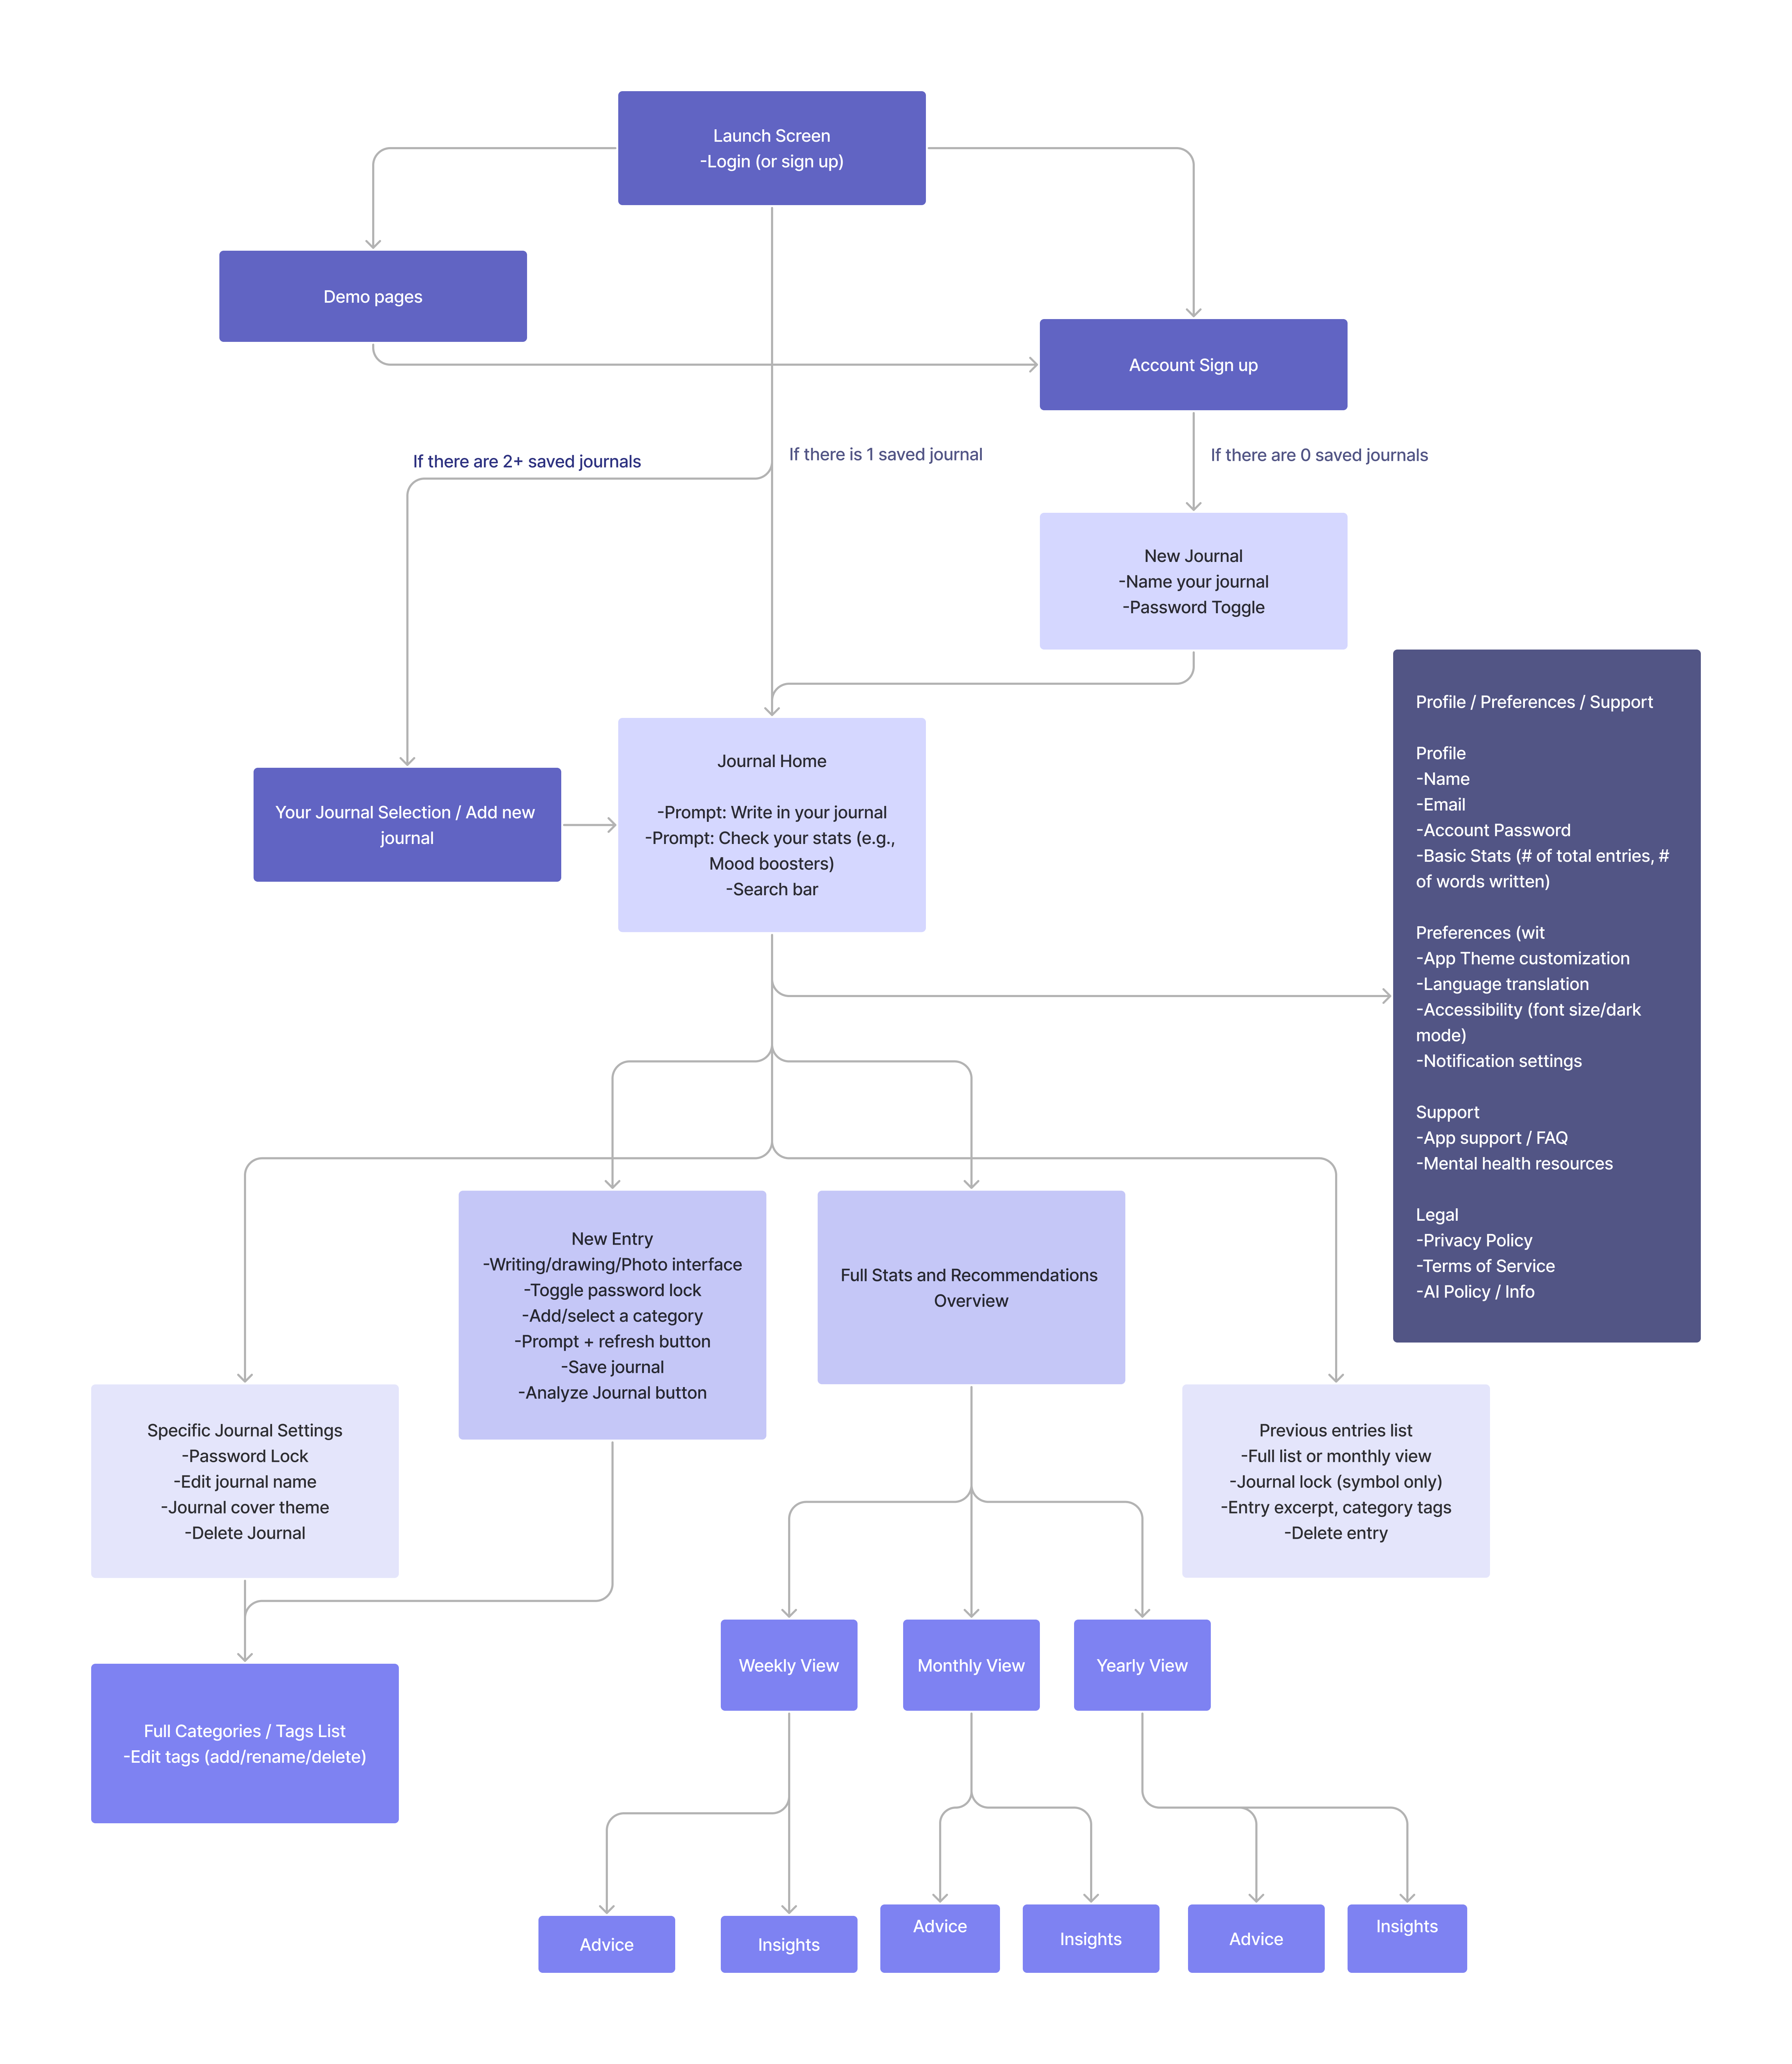 Launch Screen
-Login (or sign up)
Demo pages
Account Sign up
If there are 2+ saved journals
If there is 1 saved journal
If there are 0 saved journals
New Journal
-Name your journal
-Password Toggle
Your Journal Selection / Add new
journal
Journal Home
-Prompt: Write in your journal
-Prompt: Check your stats (e.g.,
Mood boosters)
-Search bar
Profile / Preferences / Support
Profile
-Name
-Email
-Account Password
-Basic Stats (# of total entries, #
of words written)
Preferences (wit
-App Theme customization
-Language translation
-Accessibility (font size/dark
mode)
-Notification settings
Support
-App support / FAQ
-Mental health resources
Legal
-Privacy Policy
-Terms of Service
-AI Policy / Info
New Entry
-Writing/drawing/Photo interface
-Toggle password lock
-Add/select a category
-Prompt + refresh button
-Save journal
-Analyze Journal button
Full Stats and Recommendations
Overview
Specific Journal Settings
-Password Lock
-Edit journal name
-Journal cover theme
-Delete Journal
Previous entries list
-Full list or monthly view
-Journal lock (symbol only)
-Entry excerpt, category tags
-Delete entry
Full Categories / Tags List
-Edit tags (add/rename/delete)
Weekly View
Monthly View
Yearly View
Advice
Insights
Advice
Insights
Advice
Insights